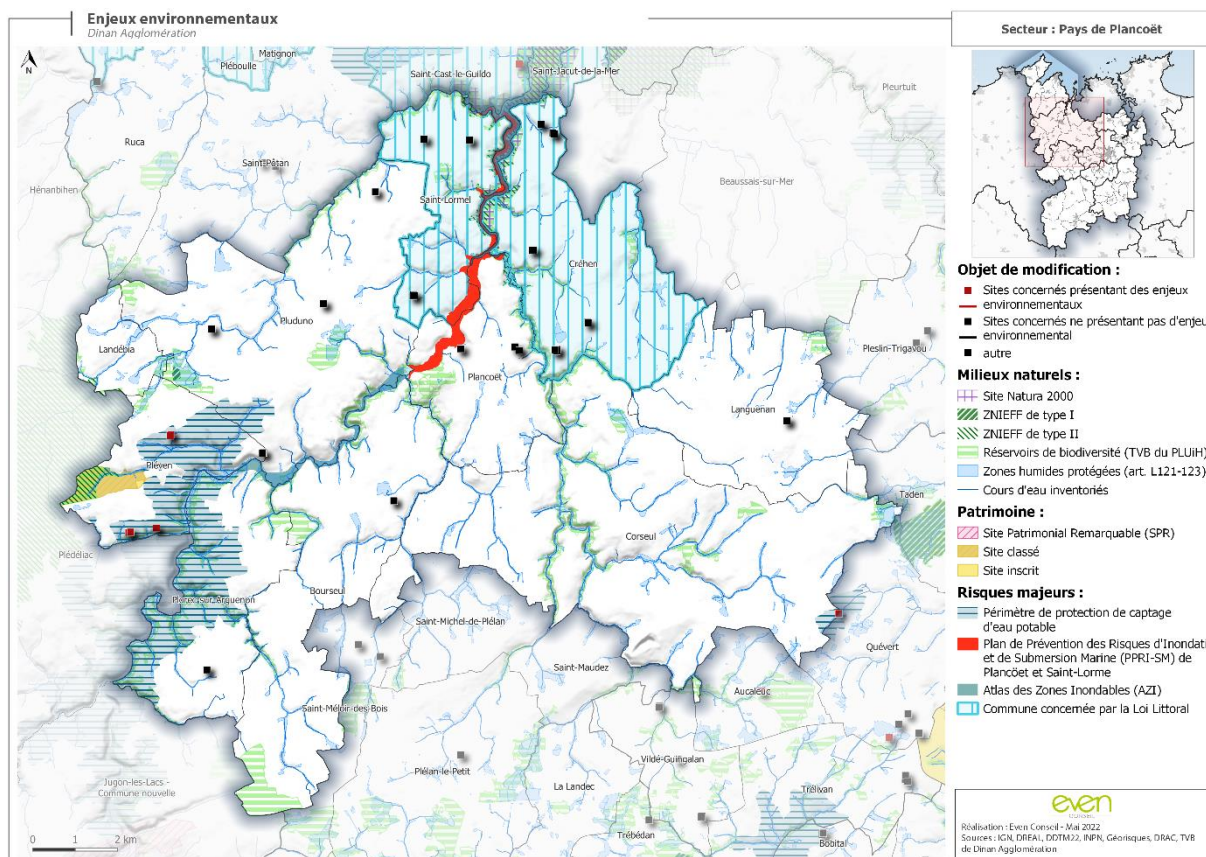 Enjeux environnementaux
Dinan Agglomération
Secteur : Pays de Plancoët
N
Matignon
Pléboulle
Saint-Cast-le-Guildo
Saint-Jacut-de-la-Mer
Pleurtuit
Ruca
Saint-Pôtan
Hénanbihen
Beaussais-sur-Mer
Saint-Lormel
Créhen
Pluduno
Landébia
Pleslin-Trigavou
Plancoët
Languenan
Pléven
Taden
Plédéliac
Corseul
Plorec-sur-Arguenon
Bourseul
Saint-Michel-de-Plélan
Quévert
Saint-Maudez
Aucaleuc
Saint-Méloir-des-Bois
Vildé-Guingalan
Plélan-le-Petit
Jugon-les-Lacs -
Commune nouvelle
La Landec
Trélivan
Trébédan
Bobital
0 1 2 km
Objet de modification :
Sites concernés présentant des enjeux
environnementaux
Sites concernés ne présentant pas d'enjeu
environnemental
autre
Milieux naturels :
Site Natura 2000
ZNIEFF de type I
ZNIEFF de type II
Réservoirs de biodiversité (TVB du PLUiH)
Zones humides protégées (art. L121-123)
Cours d'eau inventoriés
Patrimoine :
Site Patrimonial Remarquable (SPR)
Site classé
Site inscrit
Risques majeurs :
Périmètre de protection de captage
d'eau potable
Plan de Prévention des Risques d'Inondati
et de Submersion Marine (PPRI-SM) de
Plancöet et Saint-Lorme
Atlas des Zones Inondables (AZI)
Commune concernée par la Loi Littoral
even
CONSEIL
Réalisation : Even Conseil - Mai 2022
Sources : IGN, DREAL, DDTM22, INPN, Géorisques, DRAC, TVB
de Dinan Agglomération